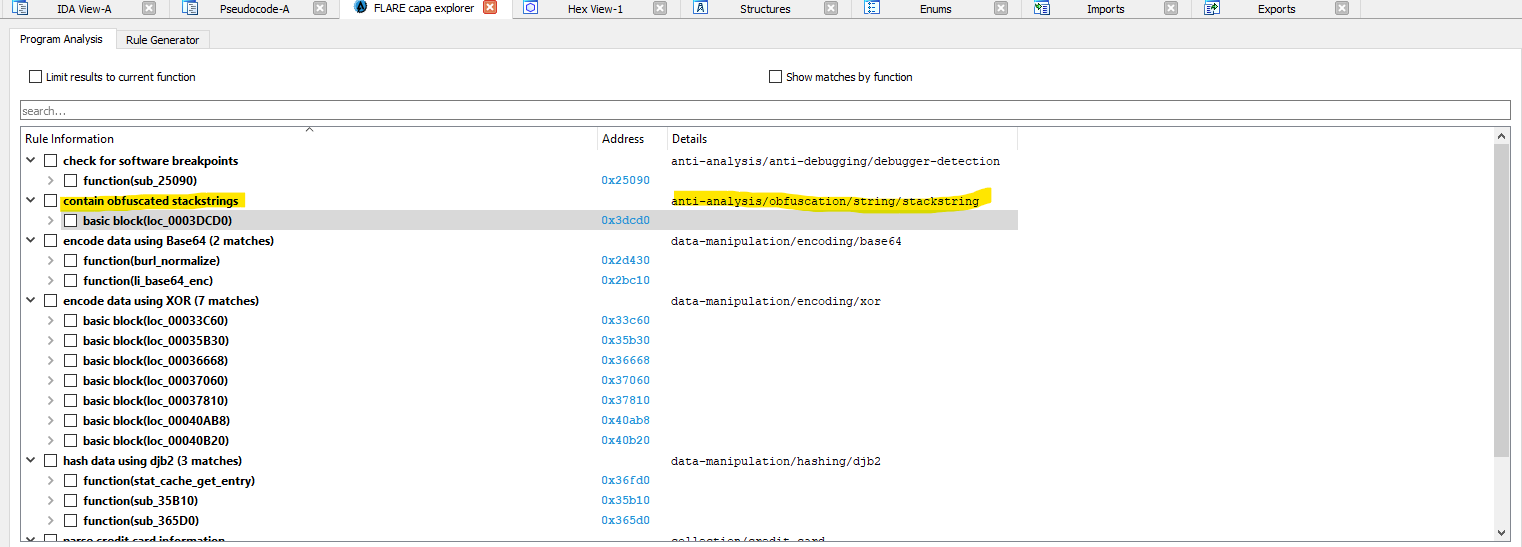 IDA View-A Pseudocode-A FLARE capa explorer Hex View-1 Structures Enums Imports Exports
Program Analysis Rule Generator
Limit results to current function Show matches by function
search...
Rule Information Address Details
check for software breakpoints anti-analysis/anti-debugging/debugger-detection
function(sub_25090) 0x25090
contain obfuscated stackstrings anti-analysis/obfuscation/string/stackstring
basic block(loc_0003DCD0) 0x3dcd0
encode data using Base64 (2 matches) data-manipulation/encoding/base64
function(burl_normalize) 0x2d430
function(li_base64_enc) 0x2bc10
encode data using XOR (7 matches) data-manipulation/encoding/xor
basic block(loc_00033C60) 0x33c60
basic block(loc_00035B30) 0x35b30
basic block(loc_00036668) 0x36668
basic block(loc_00037060) 0x37060
basic block(loc_00037810) 0x37810
basic block(loc_00040AB8) 0x40ab8
basic block(loc_00040B20) 0x40b20
hash data using djb2 (3 matches) data-manipulation/hashing/djb2
function(stat_cache_get_entry) 0x36fd0
function(sub_35B10) 0x35b10
function(sub_365D0) 0x365d0
parse credit card information collection/credit-card